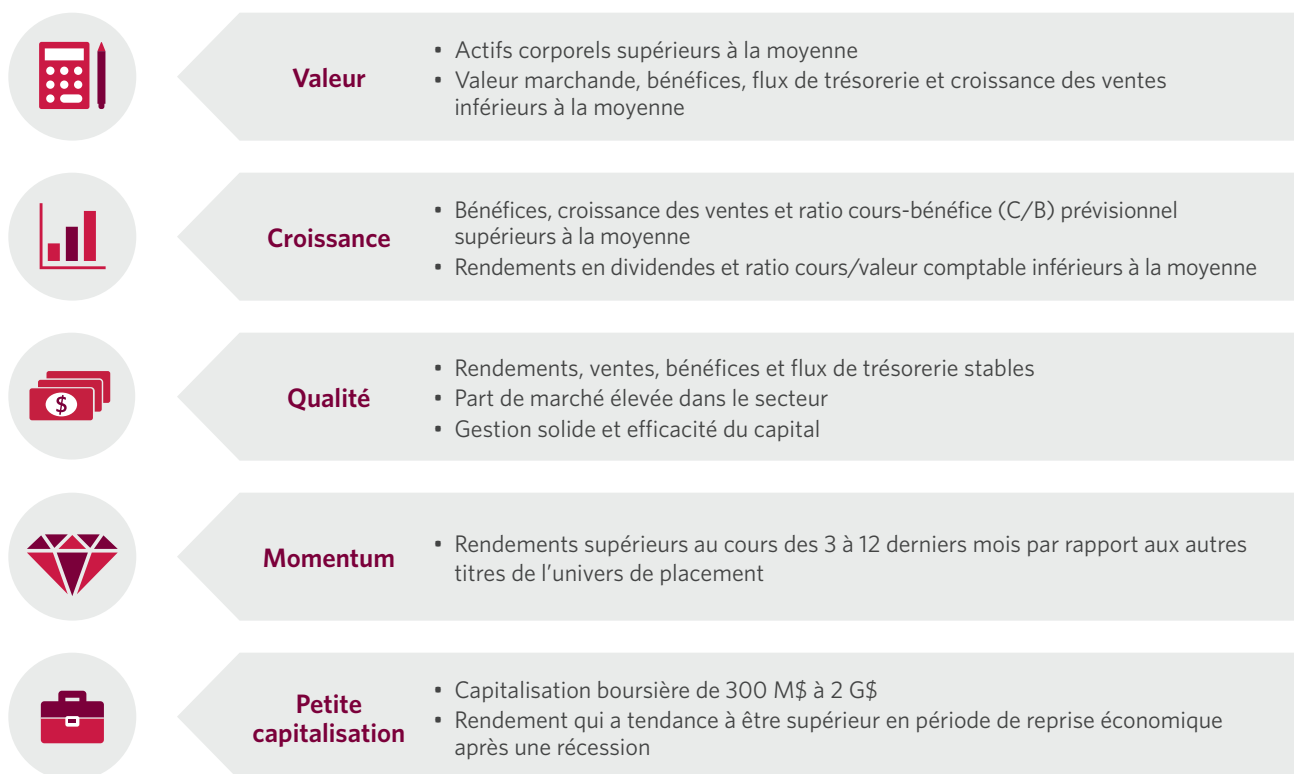 Valeur
• Actifs corporels supérieurs à la moyenne
• Valeur marchande, bénéfices, flux de trésorerie et croissance des ventes
inférieurs à la moyenne
Croissance
• Bénéfices, croissance des ventes et ratio cours-bénéfice (C/B) prévisionnel
supérieurs à la moyenne
• Rendements en dividendes et ratio cours/valeur comptable inférieurs à la moyenne
$
Qualité
• Rendements, ventes, bénéfices et flux de trésorerie stables
• Part de marché élevée dans le secteur
• Gestion solide et efficacité du capital
Momentum
• Rendements supérieurs au cours des 3 à 12 derniers mois par rapport aux autres
titres de l’univers de placement
Petite
capitalisation
• Capitalisation boursière de 300 M$ à 2 G$
• Rendement qui a tendance à être supérieur en période de reprise économique
après une récession